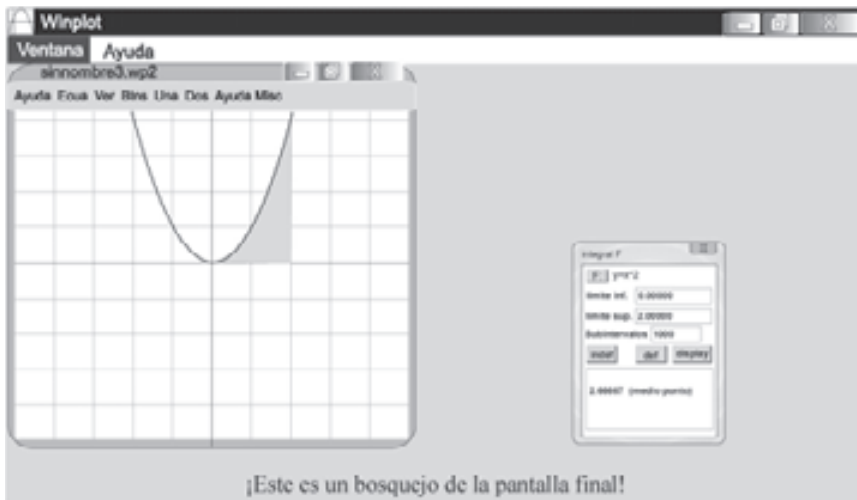 Winplot
Ventana Ayuda
sinnombre3.wp2
Ayuda Ecua Ver Btns Una Dos Ayuda Misc
integrar
y=x^2
límite inf. 0.00000
límite sup. 2.00000
Subintervalos 1000
indef def display
2.66667 (medio punto)
¡Este es un bosquejo de la pantalla final!